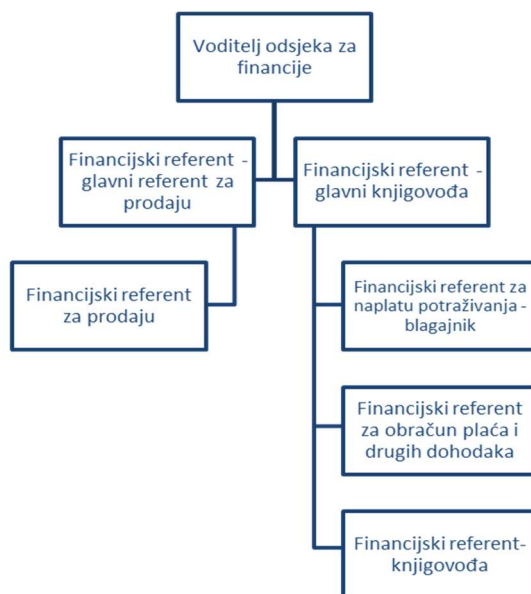 Voditelj odsjeka za
financije
Financijski referent -
glavni referent za
prodaju
Financijski referent -
glavni knjigovođa
Financijski referent
za prodaju
Financijski referent za
naplatu potraživanja -
blagajnik
Financijski referent
za obračun plaća i
drugih dohodaka
Financijski referent-
knjigovođa